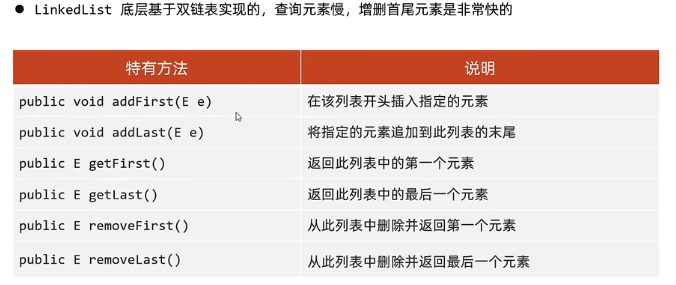 ● LinkedList 底层基于双链表实现的，查询元素慢，增删首尾元素是非常快的
特有方法 说明
public void addFirst(E e) 在该列表开头插入指定的元素
public void addLast(E e) 将指定的元素追加到此列表的末尾
public E getFirst() 返回此列表中的第一个元素
public E getLast() 返回此列表中的最后一个元素
public E removeFirst() 从此列表中删除并返回第一个元素
public E removeLast() 从此列表中删除并返回最后一个元素